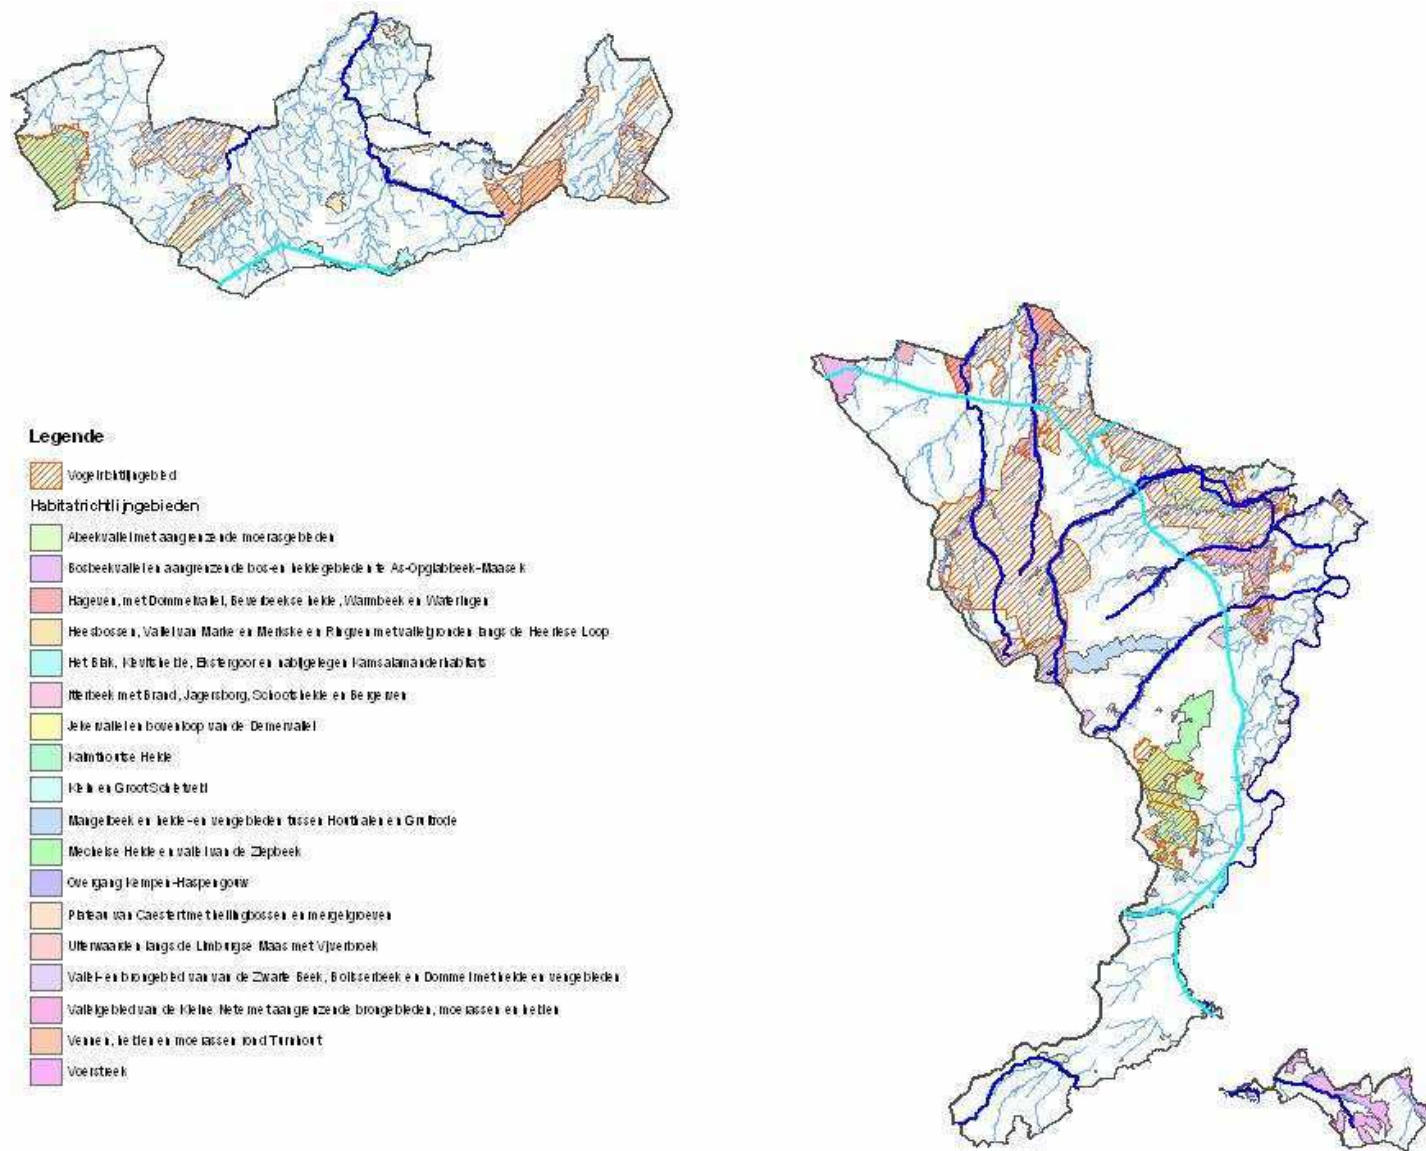 Legende
Vogelrichtlijngebied
Habitatrichtlijngebieden
Abeekvallei met aangrenzende moerasgebieden
Bosbeekvallei en aangrenzende bos- en heidegebieden te As-Opglabbeek-Maaseik
Hageven, met Dommelvallei, Beverbeekse heide, Warmbeek en Wateringen
Heesbossen, Vallei van Marke en Merkske en Ringven met valleigronden langs de Heerlese Loop
Het Blak, Kievitsheide, Ekstergoor en nabijgelegen Kamsalamanderhabitats
Itterbeek met Brand, Jagersborg, Schootsheide en Bergerven
Jekervallei en bovenloop van de Demervallei
Kalmthoutse Heide
Klein en Groot Schietveld
Mangelbeek en heide- en vengebieden tussen Houthalen en Gruitrode
Mechelse Heide en vallei van de Ziepbeek
Overgang Kempen-Haspengouw
Plateau van Caestert met hellingbossen en mergelgroeven
Uiterwaarden langs de Limburgse Maas met Vijverbroek
Vallei- en brongebied van van de Zwarte Beek, Bolisserbeek en Dommel met heide en vengebieden
Valleigebied van de Kleine Nete met aangrenzende brongebieden, moerassen en heiden
Vennen, heiden en moerassen rond Turnhout
Voerstreek